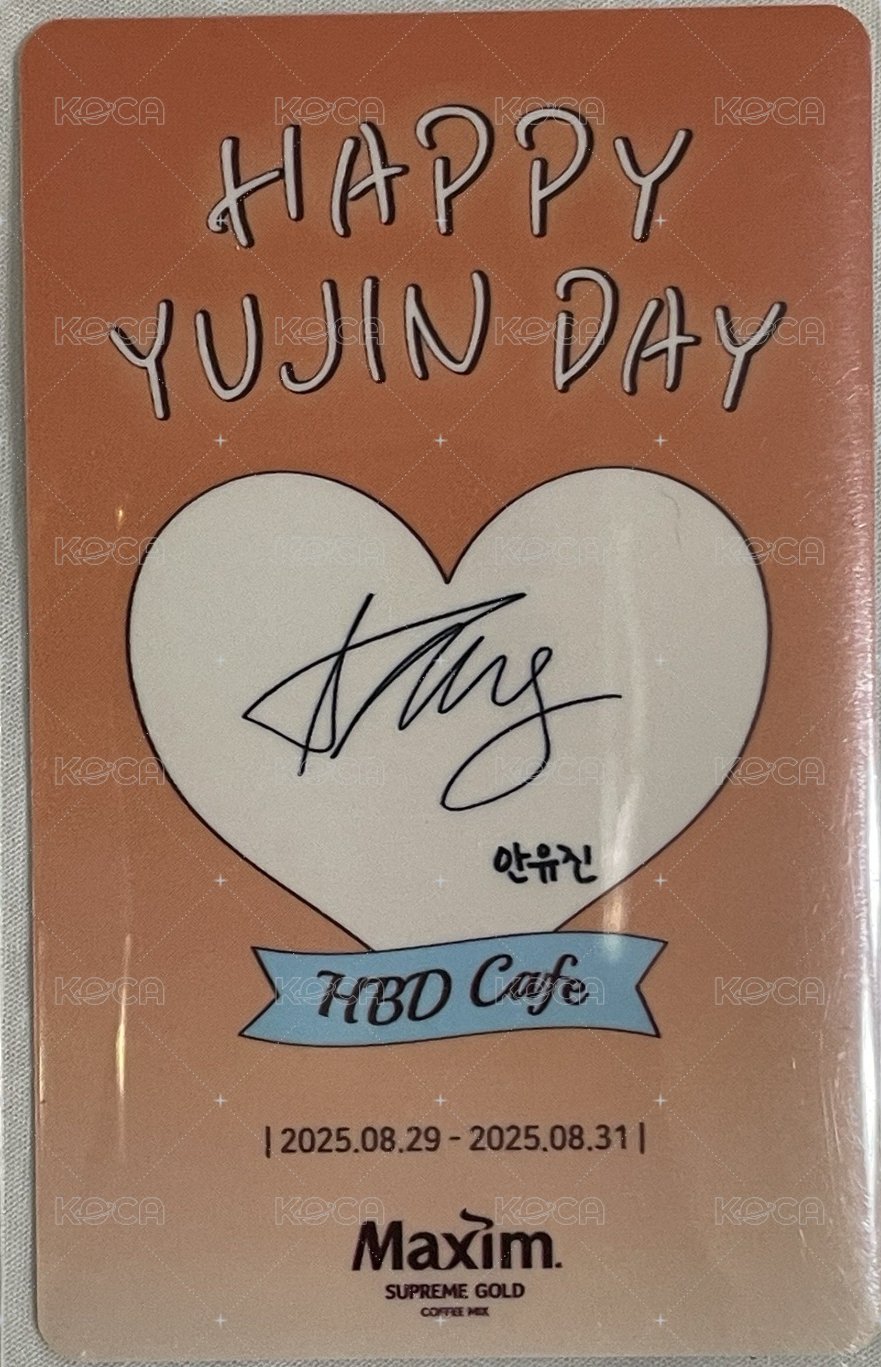 HAPPY
YUJIN DAY
안유진
HBD Cafe
| 2025.08.29 - 2025.08.31 |
Maxim.
SUPREME GOLD
COFFEE MIX
KOCA